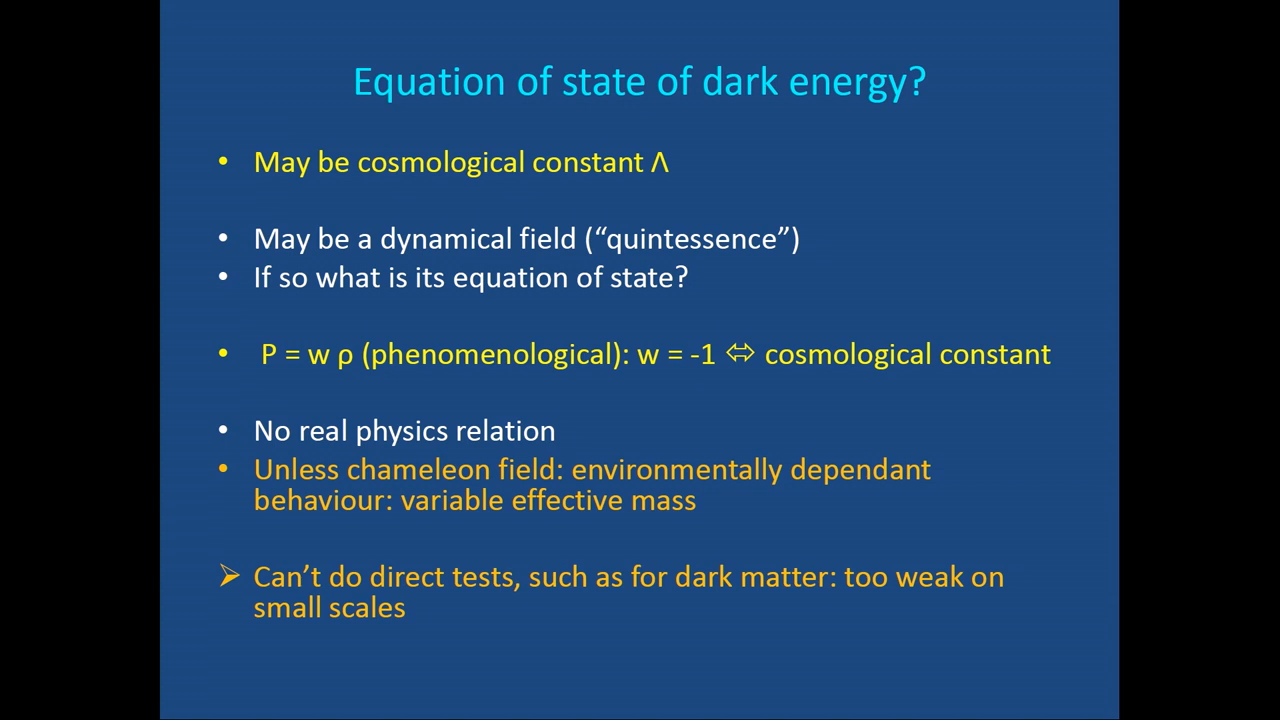 Equation of state of dark energy?
• May be cosmological constant Λ
• May be a dynamical field (“quintessence”)
• If so what is its equation of state?
• P = w ρ (phenomenological): w = -1 ⬄ cosmological constant
• No real physics relation
• Unless chameleon field: environmentally dependant
behaviour: variable effective mass
➢ Can’t do direct tests, such as for dark matter: too weak on
small scales